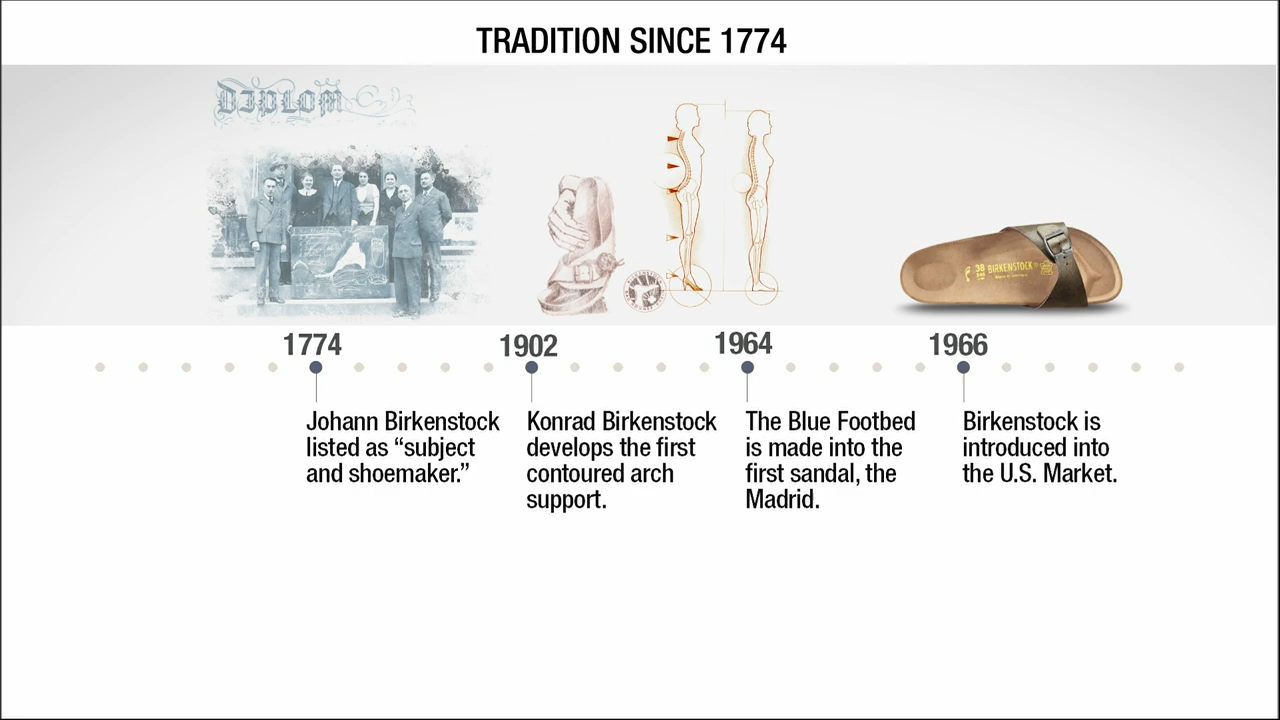 TRADITION SINCE 1774
Diplom
38
BIRKENSTOCK
1774
1902
1964
1966
Johann Birkenstock
listed as “subject
and shoemaker.”
Konrad Birkenstock
develops the first
contoured arch
support.
The Blue Footbed
is made into the
first sandal, the
Madrid.
Birkenstock is
introduced into
the U.S. Market.